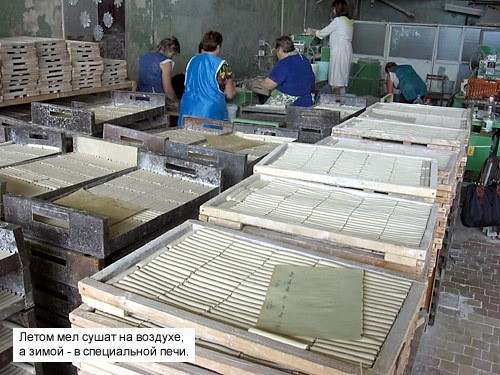 Летом мел сушат на воздухе,
а зимой - в специальной печи.